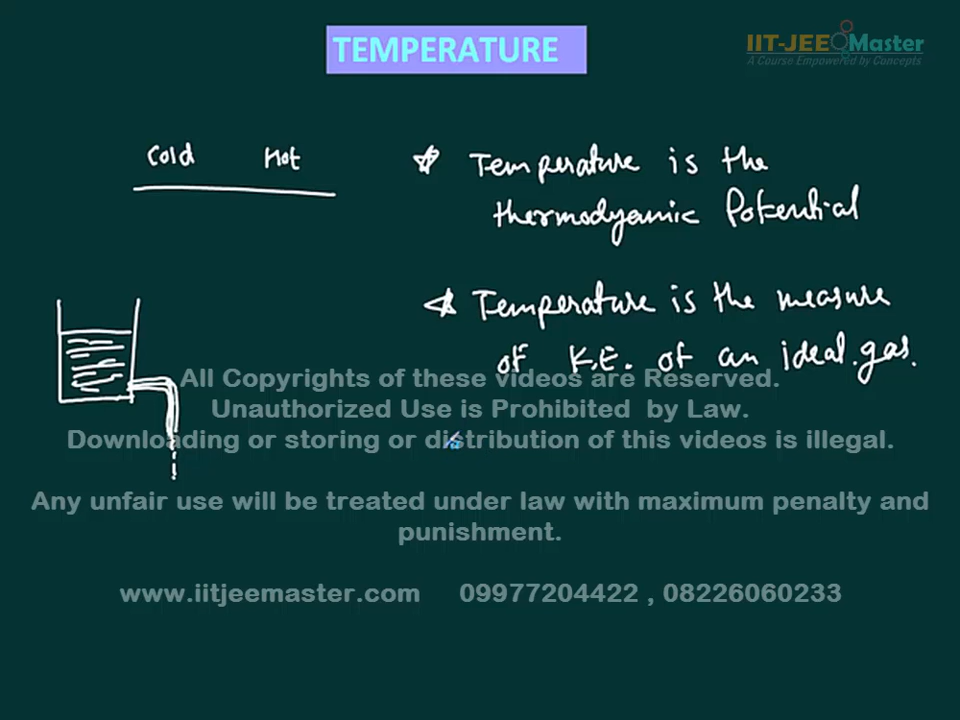 TEMPERATURE
IIT-JEE Master
A Course Empowered by Concepts
Cold Hot
Temperature is the
thermodyamic Potential
Temperature is the measure
of K.E. of an ideal.gas.
All Copyrights of these videos are Reserved.
Unauthorized Use is Prohibited by Law.
Downloading or storing or distribution of this videos is illegal.
Any unfair use will be treated under law with maximum penalty and
punishment.
www.iitjeemaster.com 09977204422 , 08226060233